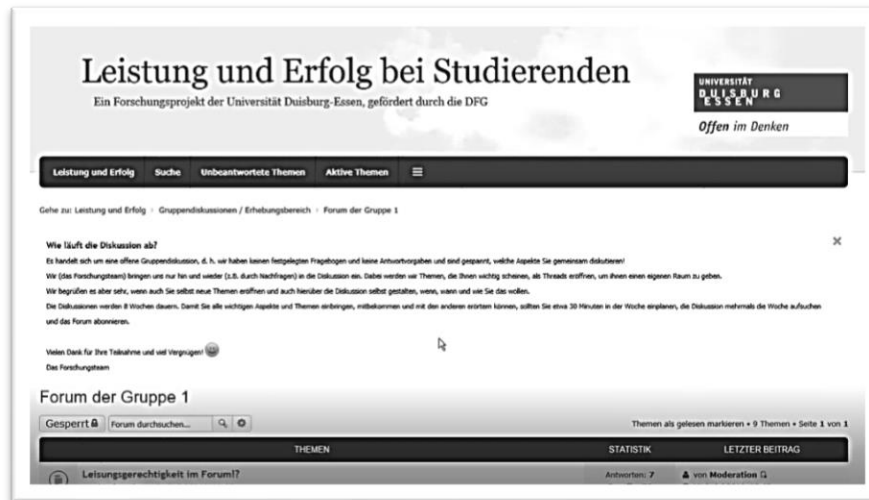 Leistung und Erfolg bei Studierenden
Ein Forschungsprojekt der Universität Duisburg-Essen, gefördert durch die DFG
UNIVERSITÄT
DUISBURG
ESSEN
Offen im Denken
Leistung und Erfolg Suche Unbeantwortete Themen Aktive Themen
Gehe zu: Leistung und Erfolg › Gruppendiskussionen / Erhebungsbereich › Forum der Gruppe 1
Wie läuft die Diskussion ab?
Es handelt sich um eine offene Gruppendiskussion, d. h. wir haben keinen festgelegten Fragebogen und keine Antwortvorgaben und sind gespannt, welche Aspekte Sie gemeinsam diskutieren!
Wir (das Forschungsteam) bringen uns nur hin und wieder (z.B. durch Nachfragen) in die Diskussion ein. Dabei werden wir Themen, die Ihnen wichtig scheinen, als Threads eröffnen, um ihnen einen eigenen Raum zu geben.
Wir begrüßen es aber sehr, wenn auch Sie selbst neue Themen eröffnen und auch hierüber die Diskussion selbst gestalten, wenn, wann und wie Sie das wollen.
Die Diskussionen werden 8 Wochen dauern. Damit Sie alle wichtigen Aspekte und Themen einbringen, mitbekommen und mit den anderen erörtern können, sollten Sie etwa 30 Minuten in der Woche einplanen, die Diskussion mehrmals die Woche aufsuchen
und das Forum abonnieren.
Vielen Dank für Ihre Teilnahme und viel Vergnügen!
Das Forschungsteam
Forum der Gruppe 1
Gesperrt Forum durchsuchen... Themen als gelesen markieren • 9 Themen • Seite 1 von 1
THEMEN STATISTIK LETZTER BEITRAG
Leisungsgerechtigkeit im Forum!? Antworten: 7 von Moderation